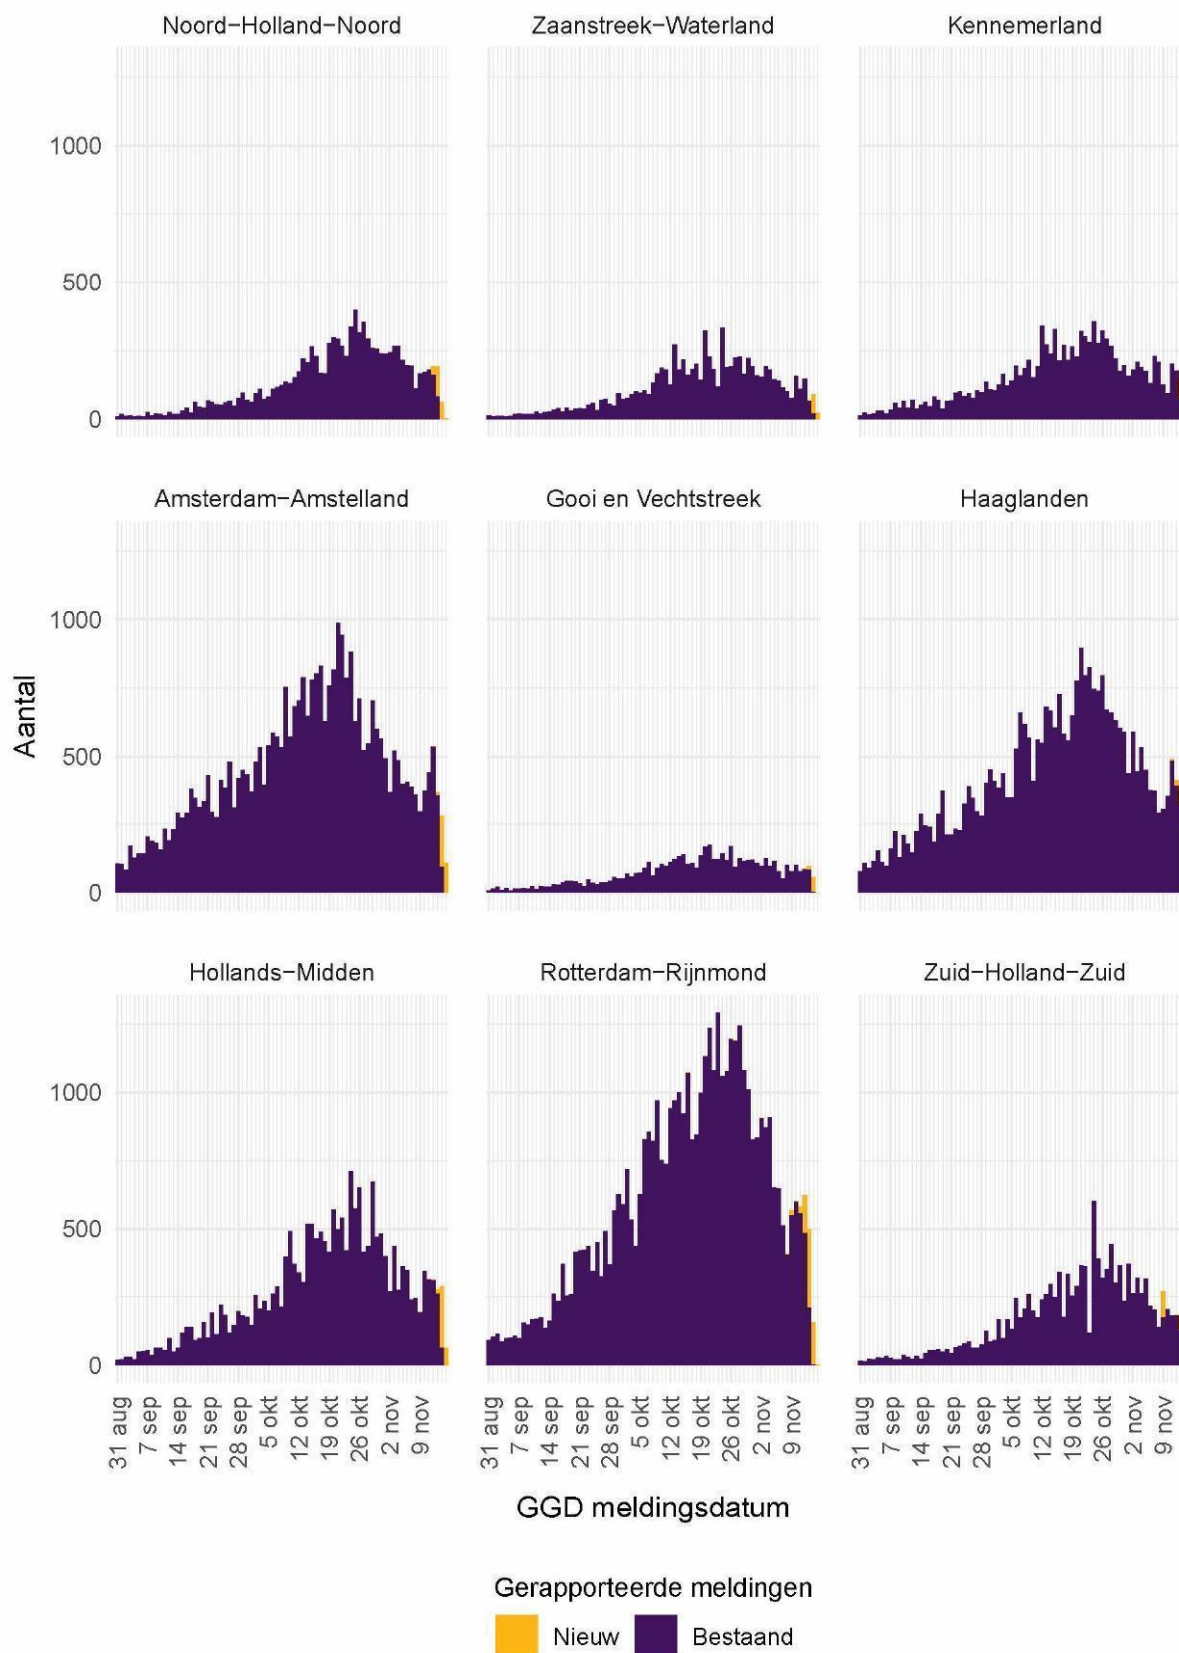 Noord-Holland-Noord Zaanstreek-Waterland Kennemerland
1000
500
0
Amsterdam-Amstelland Gooi en Vechtstreek Haaglanden
1000
500
0
Aantal
Hollands-Midden Rotterdam-Rijnmond Zuid-Holland-Zuid
1000
500
0
31 aug 7 sep 14 sep 21 sep 28 sep 5 okt 12 okt 19 okt 26 okt 2 nov 9 nov 31 aug 7 sep 14 sep 21 sep 28 sep 5 okt 12 okt 19 okt 26 okt 2 nov 9 nov 31 aug 7 sep 14 sep 21 sep 28 sep 5 okt 12 okt 19 okt 26 okt 2 nov 9 nov
GGD meldingsdatum
Gerapporteerde meldingen
Nieuw Bestaand